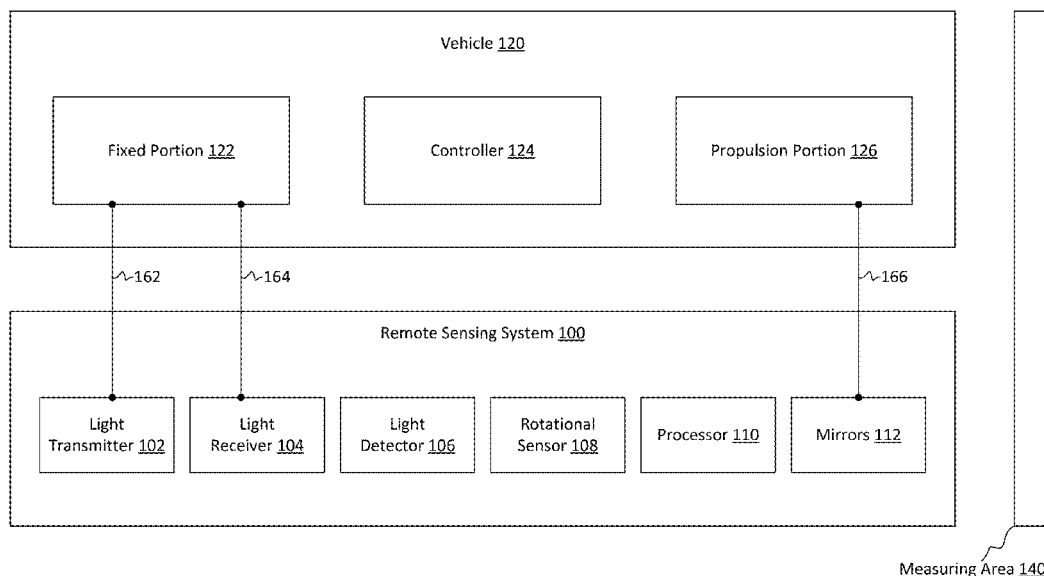 Vehicle 120
Fixed Portion 122
Controller 124
Propulsion Portion 126
162
164
166
Remote Sensing System 100
Light
Transmitter 102
Light
Receiver 104
Light
Detector 106
Rotational
Sensor 108
Processor 110
Mirrors 112
Measuring Area 140